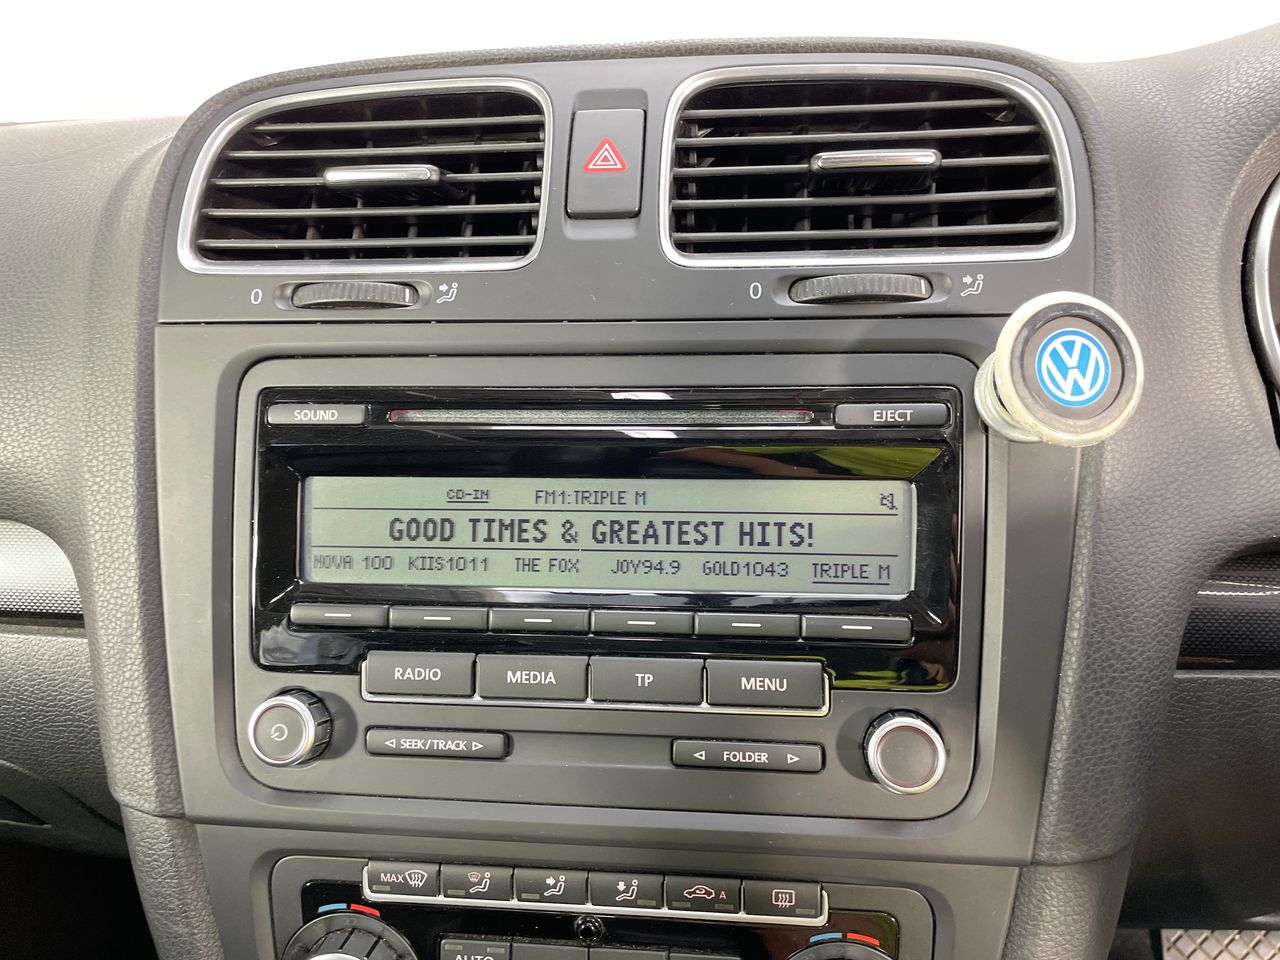 0
0
SOUND
EJECT
CD-IN FM1:TRIPLE M
GOOD TIMES & GREATEST HITS!
NOVA 100 KIIS1011 THE FOX JOY94.9 GOLD1043 TRIPLE M
RADIO MEDIA TP MENU
SEEK/TRACK
FOLDER
MAX
A
AUTO